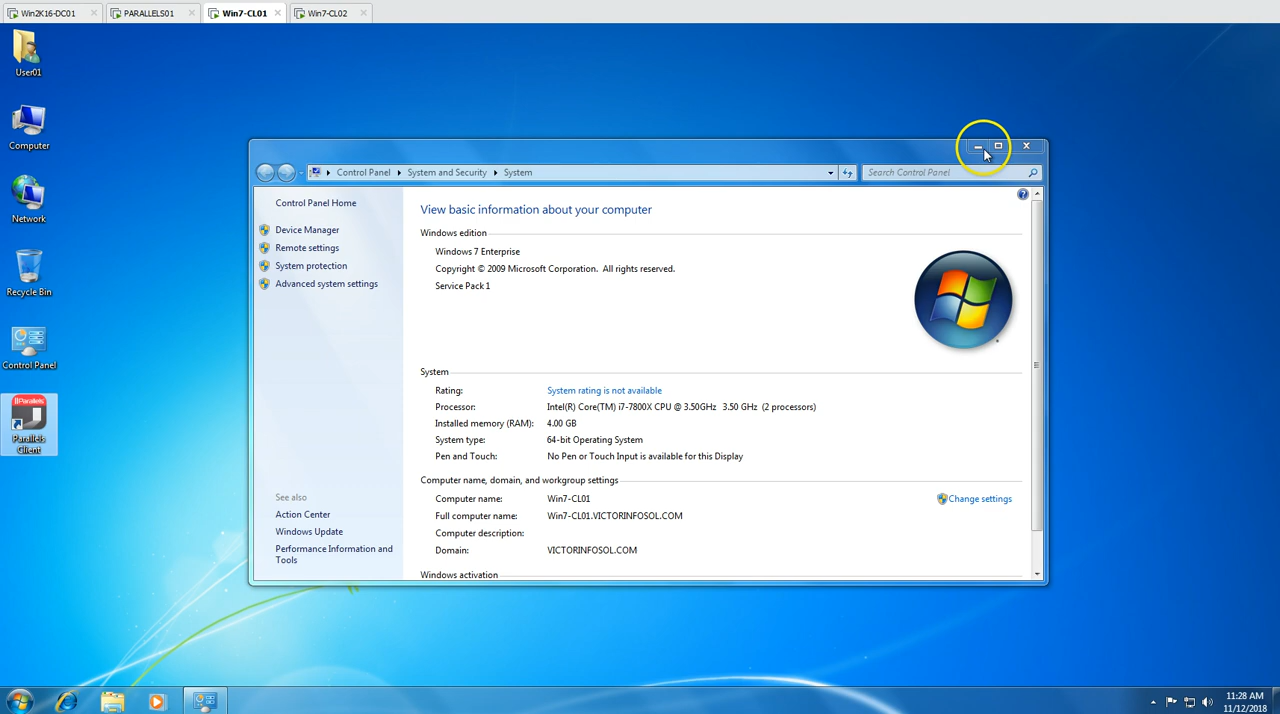 Win2K16-DC01
PARALLELS01
Win7-CL01
Win7-CL02
User01
Computer
Network
Recycle Bin
Control Panel
Parallels
Parallels
Client
Control Panel
System and Security
System
Search Control Panel
Control Panel Home
Device Manager
Remote settings
System protection
Advanced system settings
See also
Action Center
Windows Update
Performance Information and
Tools
View basic information about your computer
Windows edition
Windows 7 Enterprise
Copyright © 2009 Microsoft Corporation. All rights reserved.
Service Pack 1
System
Rating: System rating is not available
Processor: Intel(R) Core(TM) i7-7800X CPU @ 3.50GHz 3.50 GHz (2 processors)
Installed memory (RAM): 4.00 GB
System type: 64-bit Operating System
Pen and Touch: No Pen or Touch Input is available for this Display
Computer name, domain, and workgroup settings
Computer name: Win7-CL01 Change settings
Full computer name: Win7-CL01.VICTORINFOSOL.COM
Computer description:
Domain: VICTORINFOSOL.COM
Windows activation
11:28 AM
11/12/2018